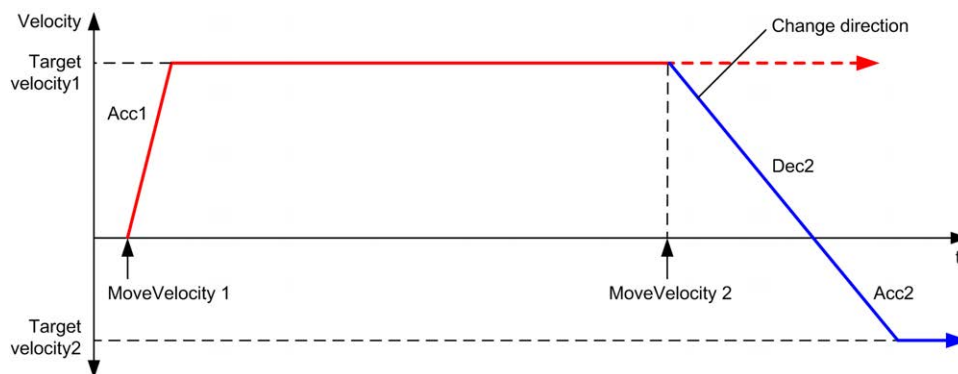 Velocity
Change direction
Target
velocity1
Acc1
Dec2
t
MoveVelocity 1
MoveVelocity 2
Acc2
Target
velocity2